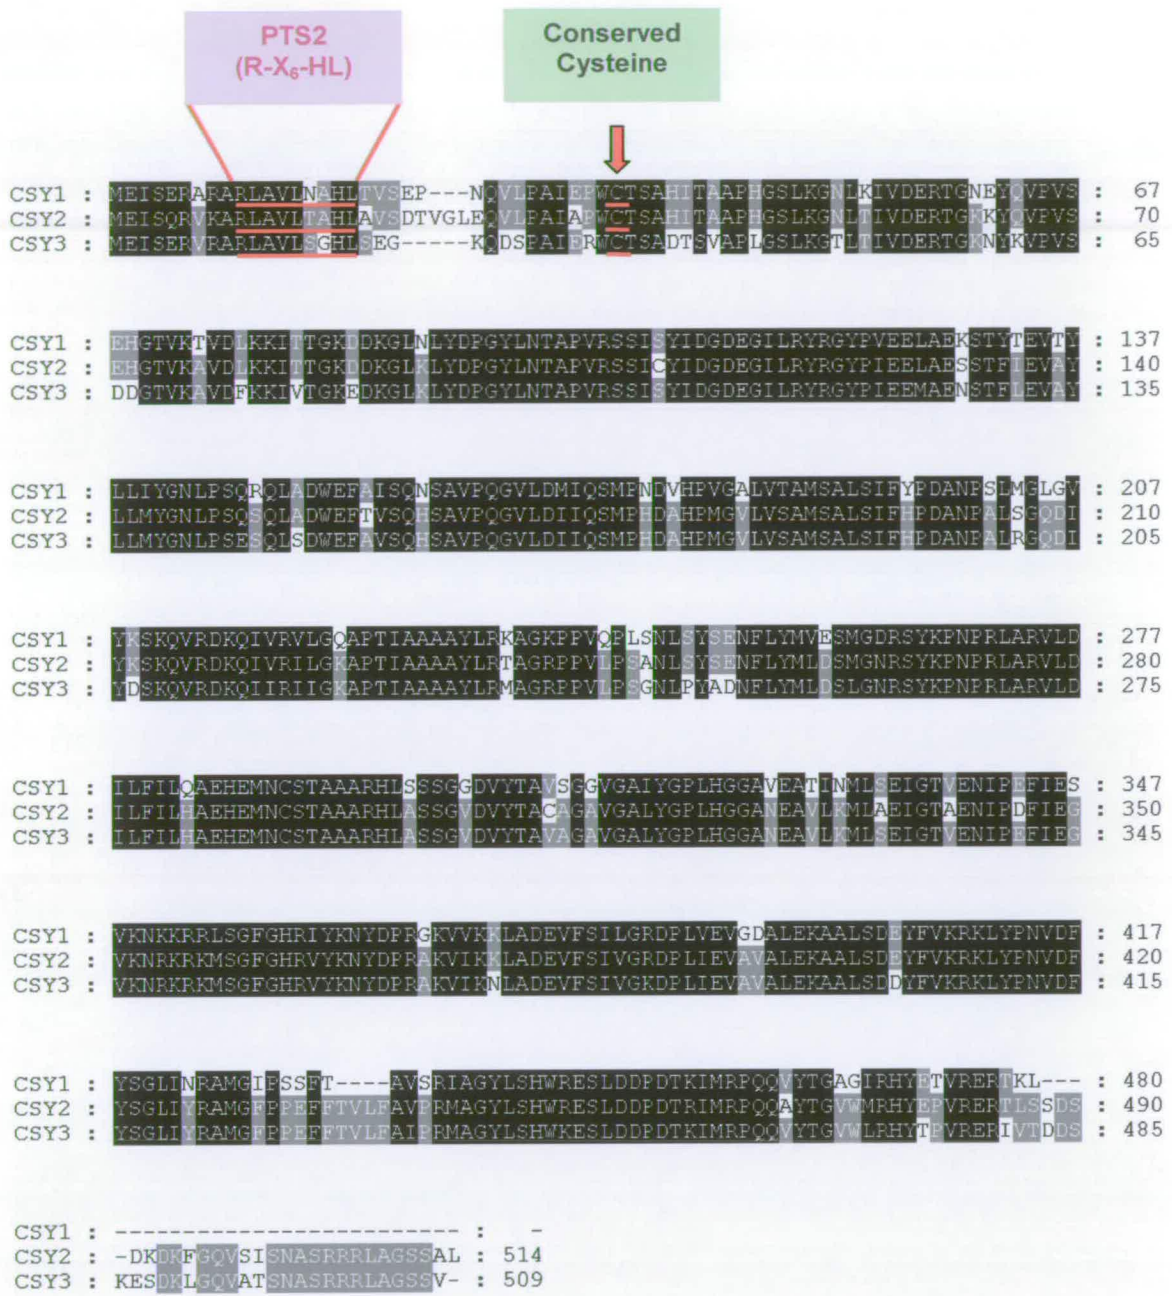 PTS2
(R-X₆-HL)
Conserved
Cysteine
CSY1 : MEISERARARLAVLNAHLTVSEP---NQVLPAIEPWCTSAHITAAPHGSLKGNLKIVDERTGNEYQVPVS : 67
CSY2 : MEISQRVKARLAVLTAHLAVSDTVGLEQVLPAIAPWCTSAHITAAPHGSLKGNLTIVDERTGKKYQVPVS : 70
CSY3 : MEISERVRARLAVLSGHLSEG-----KQDSPAIERWCTSADTSVAPLGSLKGTLTIVDERTGKNYKVPVS : 65
CSY1 : EHGTVKTVDLKKITTGKDDKGLNLYDPGYLNTAPVRSSISYIDGDEGILRYRGYPVEELAEKSTYTEVTY : 137
CSY2 : EHGTVKAVDLKKITTGKDDKGLKLYDPGYLNTAPVRSSICYIDGDEGILRYRGYPIEELAESSTFIEVAY : 140
CSY3 : DDGTVKAVDFKKIVTGKEDKGLKLYDPGYLNTAPVRSSISYIDGDEGILRYRGYPIEEMAENSTFLEVAY : 135
CSY1 : LLIYGNLPSQRQLADWEFAISQNSAVPQGVLDMIQSMPNDVHPVGALVTAMSALSIFYPDANPSLMGLGV : 207
CSY2 : LLMYGNLPSQSQLADWEFTVSQHSAVPQGVLDIIQSMPHDAHPMGVLVSAMSALSIFHPDANPALSGQDI : 210
CSY3 : LLMYGNLPSESQLSDWEFAVSQHSAVPQGVLDIIQSMPHDAHPMGVLVSAMSALSIFHPDANPALRGQDI : 205
CSY1 : YKSKQVRDKQIVRVLGQAPTIAAAAYLRKAGKPPVQPLSNLSYSENFLYMVESMGDRSYKPNPRLARVLD : 277
CSY2 : YKSKQVRDKQIVRILGKAPTIAAAAYLRTAGRPPVLPSANLSYSENFLYMLDSMGNRSYKPNPRLARVLD : 280
CSY3 : YDSKQVRDKQIIRIIGKAPTIAAAAYLRMAGRPPVLPSGNLPYADNFLYMLDSLGNRSYKPNPRLARVLD : 275
CSY1 : ILFILQAEHEMNCSTAAARHLSSSGGDVYTAVSGGVGAIYGPLHGGAVEATINMLSEIGTVENIPEFIES : 347
CSY2 : ILFILHAEHEMNCSTAAARHLASSGVDVYTACAGAVGALYGPLHGGANEAVLKMLAEIGTAENIPDFIEG : 350
CSY3 : ILFILHAEHEMNCSTAAARHLASSGVDVYTAVAGAVGALYGPLHGGANEAVLKMLSEIGTVENIPEFIEG : 345
CSY1 : VKNKKRRLSGFGHRIYKNYDPRGKVVKKLADEVFSILGRDPLVEVGDALEKAALSDEYFVKRKLYPNVDF : 417
CSY2 : VKNRKRKMSGFGHRVYKNYDPRAKVIKKLADEVFSIVGRDPLIEVAVALEKAALSDEYFVKRKLYPNVDF : 420
CSY3 : VKNRKRKMSGFGHRVYKNYDPRAKVIKNLADEVFSIVGKDPLIEVAVALEKAALSDDYFVKRKLYPNVDF : 415
CSY1 : YSGLINRAMGIPSSFT----AVSRIAGYLSHWRESLDDPDTKIMRPQQVYTGAGIRHYETVRERTKL--- : 480
CSY2 : YSGLIYRAMGFPPEFFTVLFAVPRMAGYLSHWRESLDDPDTRIMRPQQAYTGVWMRHYEPVRERTLSSDS : 490
CSY3 : YSGLIYRAMGFPPEFFTVLFAIPRMAGYLSHWKESLDDPDTKIMRPQQVYTGVWLRHYTPVRERIVTDDS : 485
CSY1 : -------------------------- : -
CSY2 : -DKDKFGQVSISNASRRRLAGSSAL : 514
CSY3 : KESDKLGQVATSNASRRRLAGSSV- : 509